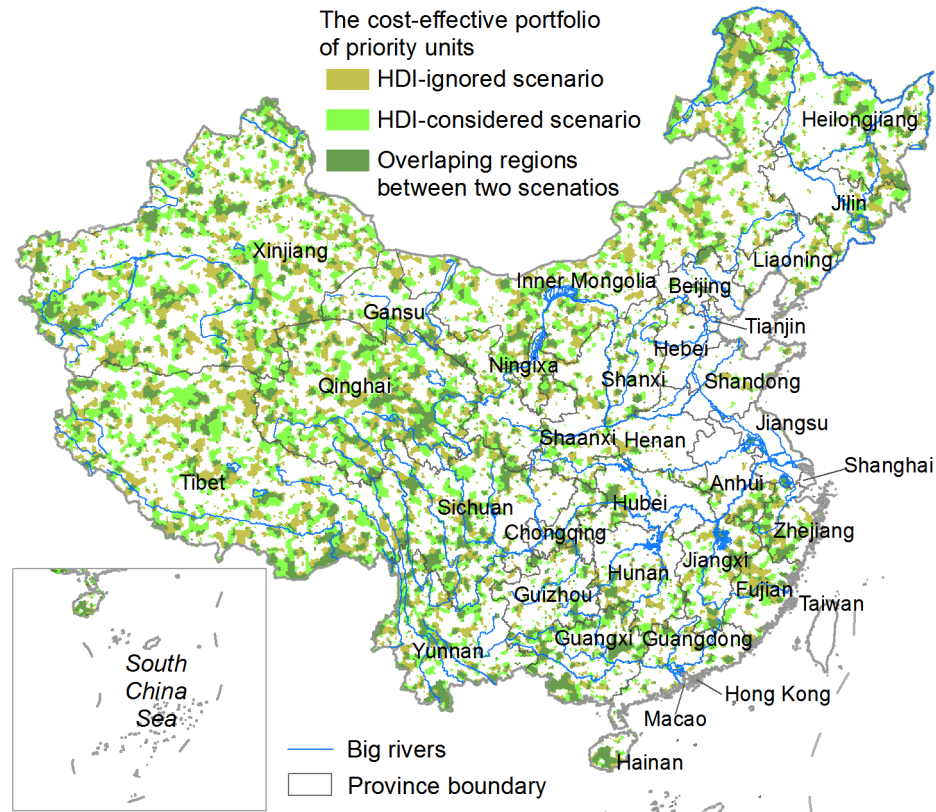 The cost-effective portfolio
of priority units
HDI-ignored scenario
HDI-considered scenario
Overlaping regions
between two scenatios
Heilongjiang
Jilin
Xinjiang
Liaoning
Inner Mongolia
Beijing
Gansu
Tianjin
Hebei
Ningixa
Qinghai
Shanxi
Shandong
Jiangsu
Shaanxi
Henan
Shanghai
Tibet
Anhui
Sichuan
Hubei
Chongqing
Zhejiang
Jiangxi
Hunan
Guizhou
Fujian
Taiwan
Guangxi
Guangdong
Yunnan
South
China
Sea
Hong Kong
Macao
Big rivers
Hainan
Province boundary